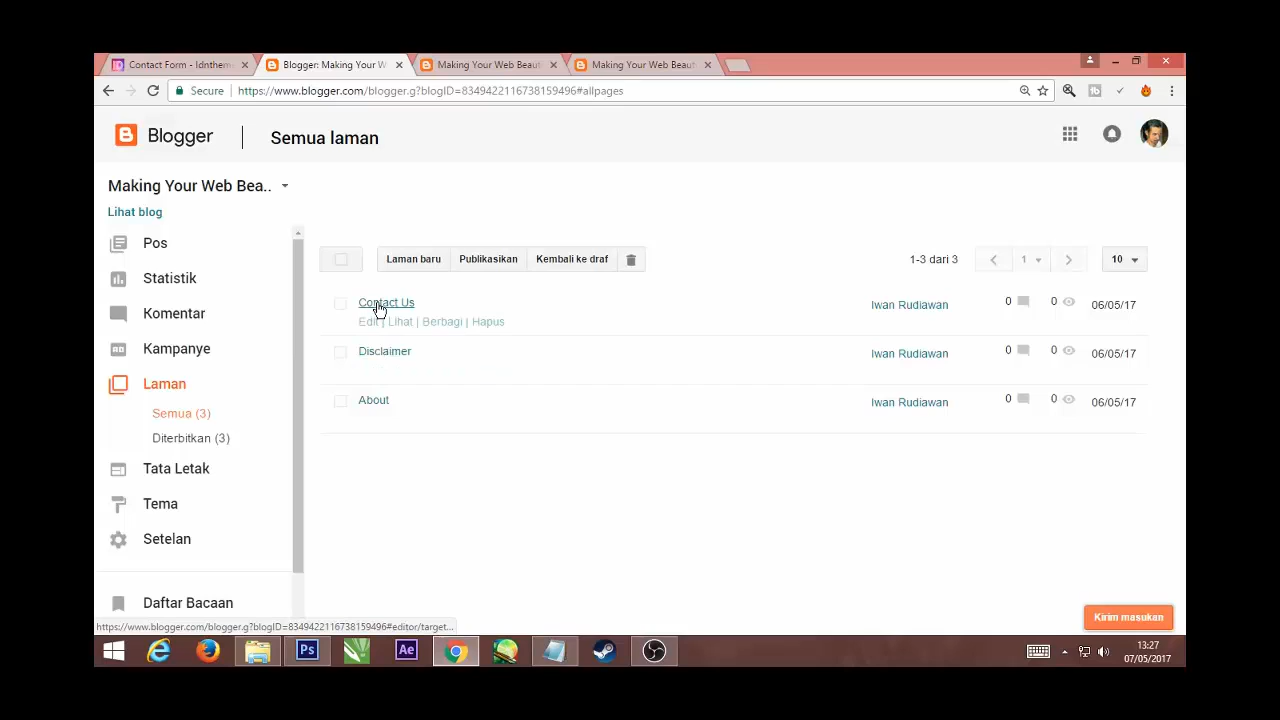 Contact Form - Idnthem
Blogger: Making Your W
Making Your Web Beaut
Making Your Web Beaut
Secure
https://www.blogger.com/blogger.g?blogID=8349422116738159496#allpages
Blogger
Semua laman
Making Your Web Bea..
Lihat blog
Pos
Statistik
Komentar
Kampanye
Laman
Semua (3)
Diterbitkan (3)
Tata Letak
Tema
Setelan
Daftar Bacaan
Laman baru
Publikasikan
Kembali ke draf
1-3 dari 3
1
10
Contact Us
Edit | Lihat | Berbagi | Hapus
Iwan Rudiawan
0
0
06/05/17
Disclaimer
Iwan Rudiawan
0
0
06/05/17
About
Iwan Rudiawan
0
0
06/05/17
Kirim masukan
https://www.blogger.com/blogger.g?blogID=8349422116738159496#editor/target...
Ps
Ae
13:27
07/05/2017